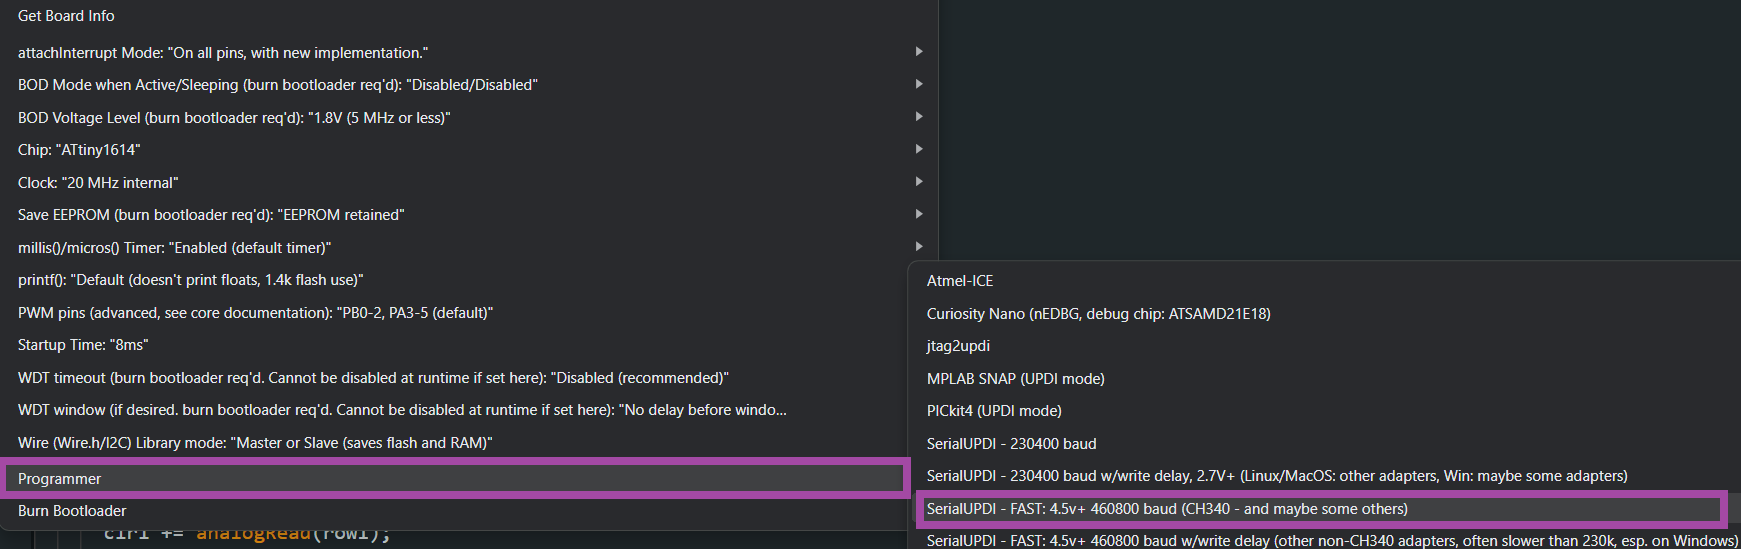 Get Board Info
attachInterrupt Mode: "On all pins, with new implementation."
BOD Mode when Active/Sleeping (burn bootloader req'd): "Disabled/Disabled"
BOD Voltage Level (burn bootloader req'd): "1.8V (5 MHz or less)"
Chip: "ATtiny1614"
Clock: "20 MHz internal"
Save EEPROM (burn bootloader req'd): "EEPROM retained"
millis()/micros() Timer: "Enabled (default timer)"
printf(): "Default (doesn't print floats, 1.4k flash use)"
PWM pins (advanced, see core documentation): "PB0-2, PA3-5 (default)"
Startup Time: "8ms"
WDT timeout (burn bootloader req'd. Cannot be disabled at runtime if set here): "Disabled (recommended)"
WDT window (if desired. burn bootloader req'd. Cannot be disabled at runtime if set here): "No delay before windo...
Wire (Wire.h/I2C) Library mode: "Master or Slave (saves flash and RAM)"
Programmer
Burn Bootloader
Atmel-ICE
Curiosity Nano (nEDBG, debug chip: ATSAMD21E18)
jtag2updi
MPLAB SNAP (UPDI mode)
PICkit4 (UPDI mode)
SerialUPDI - 230400 baud
SerialUPDI - 230400 baud w/write delay, 2.7V+ (Linux/MacOS: other adapters, Win: maybe some adapters)
SerialUPDI - FAST: 4.5v+ 460800 baud (CH340 - and maybe some others)
SerialUPDI - FAST: 4.5v+ 460800 baud w/write delay (other non-CH340 adapters, often slower than 230k, esp. on Windows)
+= analogRead(